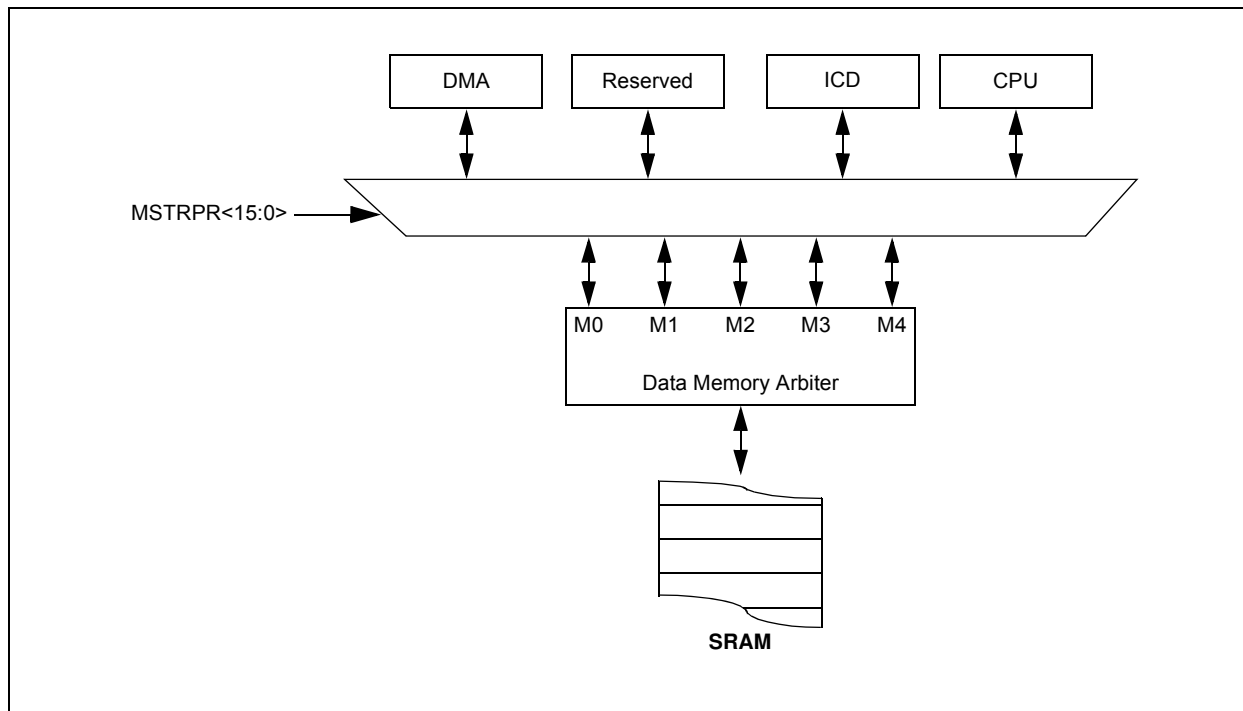 DMA
Reserved
ICD
CPU
MSTRPR<15:0>
M0 M1 M2 M3 M4
Data Memory Arbiter
SRAM